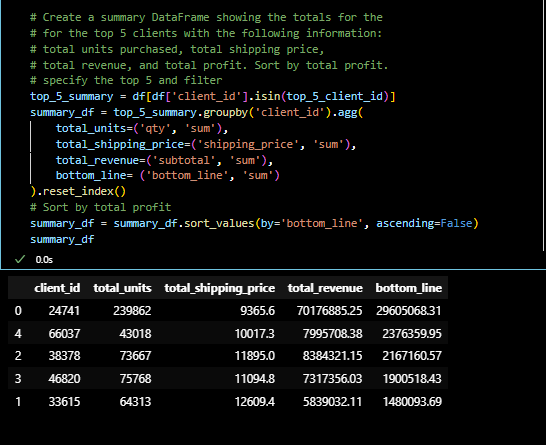 # Create a summary DataFrame showing the totals for the
# for the top 5 clients with the following information:
# total units purchased, total shipping price,
# total revenue, and total profit. Sort by total profit.
# specify the top 5 and filter
top_5_summary = df[df['client_id'].isin(top_5_client_id)]
summary_df = top_5_summary.groupby('client_id').agg(
    total_units=('qty', 'sum'),
    total_shipping_price=('shipping_price', 'sum'),
    total_revenue=('subtotal', 'sum'),
    bottom_line= ('bottom_line', 'sum')
).reset_index()
# Sort by total profit
summary_df = summary_df.sort_values(by='bottom_line', ascending=False)
summary_df
✓ 0.0s
client_id total_units total_shipping_price total_revenue bottom_line
0 24741 239862 9365.6 70176885.25 29605068.31
4 66037 43018 10017.3 7995708.38 2376359.95
2 38378 73667 11895.0 8384321.15 2167160.57
3 46820 75768 11094.8 7317356.03 1900518.43
1 33615 64313 12609.4 5839032.11 1480093.69